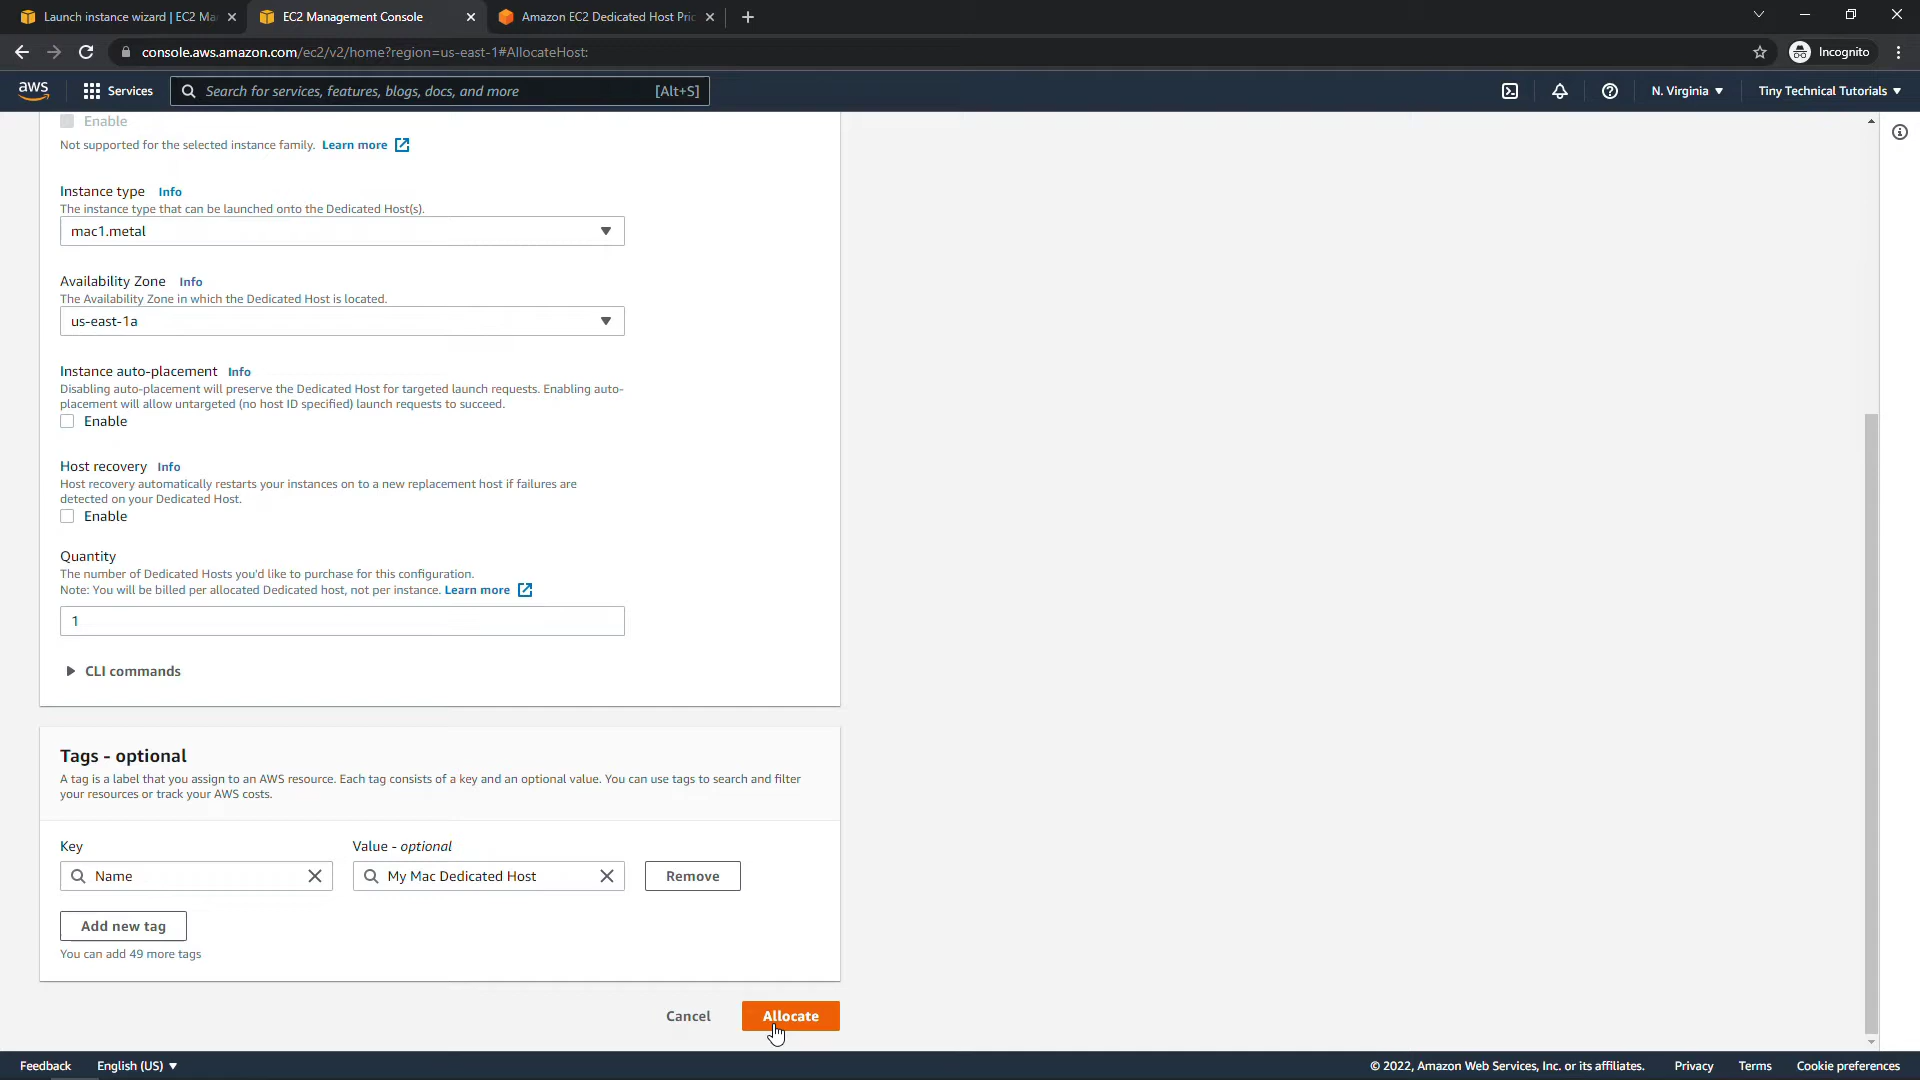 Launch instance wizard | EC2 Ma
EC2 Management Console
Amazon EC2 Dedicated Host Pric
console.aws.amazon.com/ec2/v2/home?region=us-east-1#AllocateHost:
Incognito
aws
Services
Search for services, features, blogs, docs, and more
[Alt+S]
N. Virginia
Tiny Technical Tutorials
Enable
Not supported for the selected instance family. Learn more
Instance type Info
The instance type that can be launched onto the Dedicated Host(s).
mac1.metal
Availability Zone Info
The Availability Zone in which the Dedicated Host is located.
us-east-1a
Instance auto-placement Info
Disabling auto-placement will preserve the Dedicated Host for targeted launch requests. Enabling auto-
placement will allow untargeted (no host ID specified) launch requests to succeed.
Enable
Host recovery Info
Host recovery automatically restarts your instances on to a new replacement host if failures are
detected on your Dedicated Host.
Enable
Quantity
The number of Dedicated Hosts you'd like to purchase for this configuration.
Note: You will be billed per allocated Dedicated host, not per instance. Learn more
1
CLI commands
Tags - optional
A tag is a label that you assign to an AWS resource. Each tag consists of a key and an optional value. You can use tags to search and filter
your resources or track your AWS costs.
Key
Value - optional
Name
My Mac Dedicated Host
Remove
Add new tag
You can add 49 more tags
Cancel
Allocate
Feedback
English (US)
© 2022, Amazon Web Services, Inc. or its affiliates.
Privacy
Terms
Cookie preferences